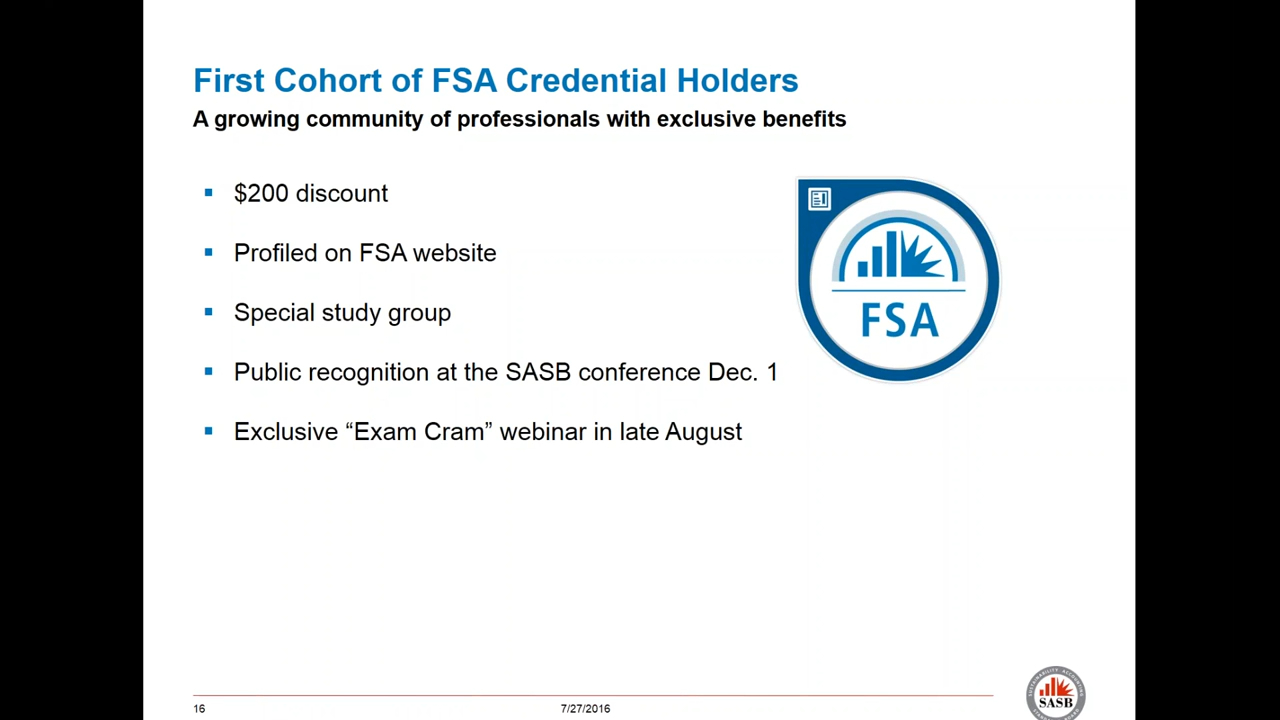 First Cohort of FSA Credential Holders
A growing community of professionals with exclusive benefits
$200 discount
Profiled on FSA website
Special study group
Public recognition at the SASB conference Dec. 1
Exclusive “Exam Cram” webinar in late August
FSA
16
7/27/2016
SUSTAINABILITY ACCOUNTING
SASB